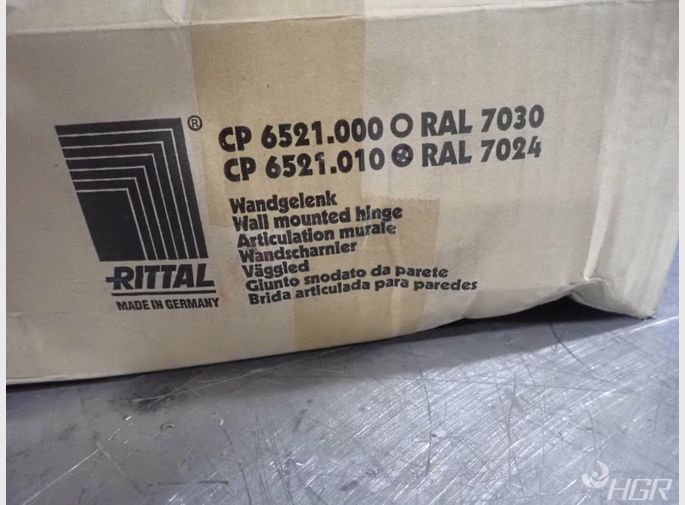 ®
CP 6521.000 O RAL 7030
CP 6521.010 ⊗ RAL 7024
Wandgelenk
Wall mounted hinge
Articulation murale
Wandscharnier
Väggled
Giunto snodato da parete
Brida articulada para paredes
RITTAL
MADE IN GERMANY
HGR